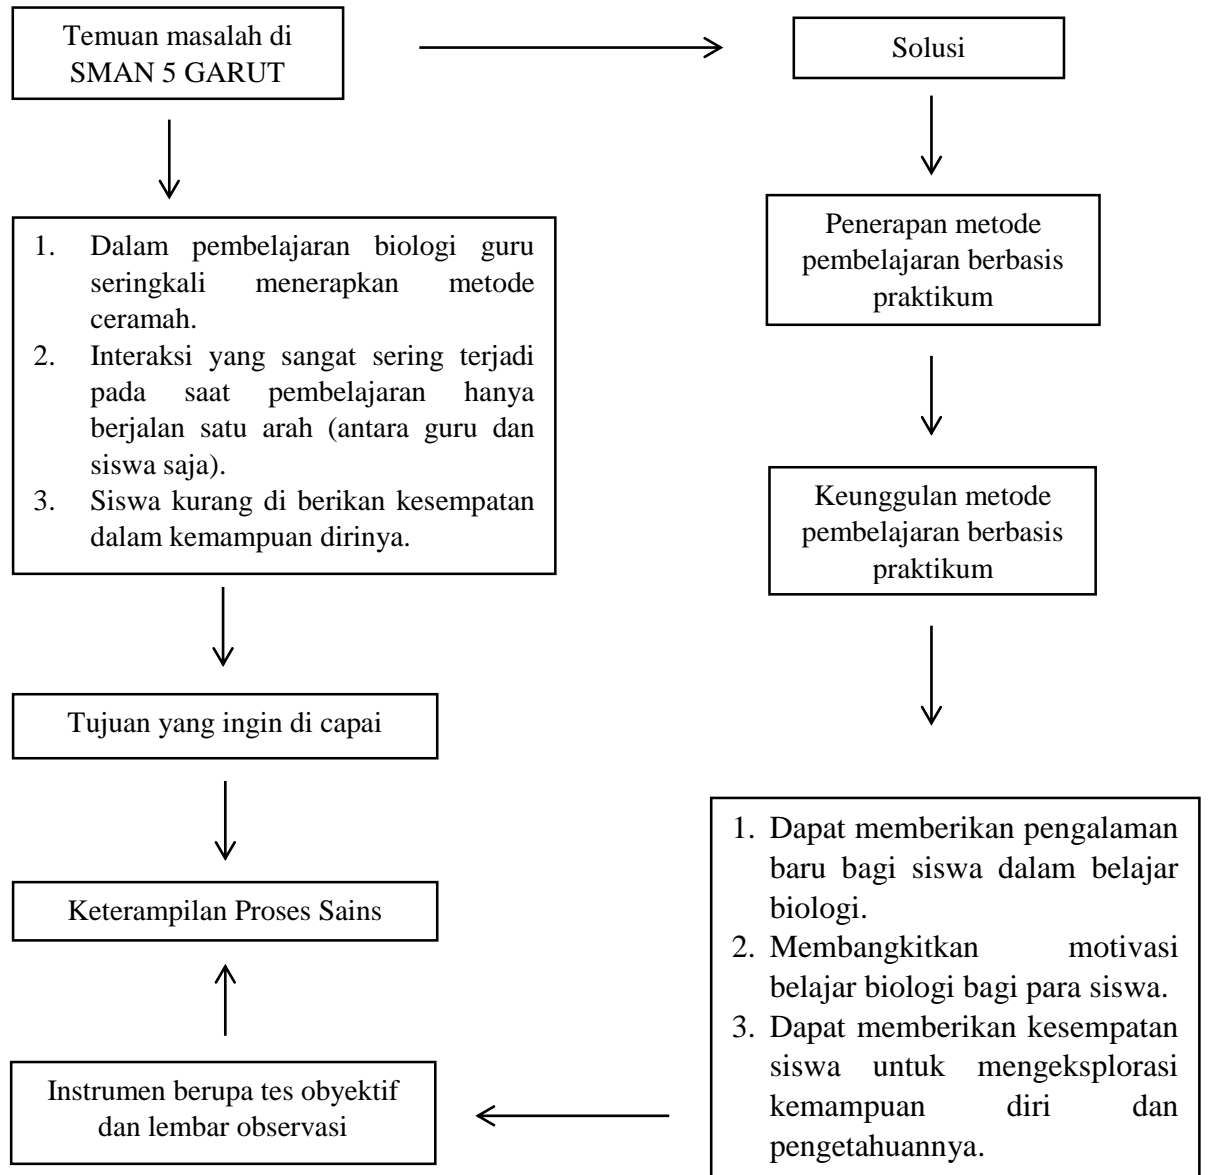 Temuan masalah di
SMAN 5 GARUT
Solusi
Penerapan metode
pembelajaran berbasis
praktikum
1. Dalam pembelajaran biologi guru
seringkali menerapkan metode
ceramah.
2. Interaksi yang sangat sering terjadi
pada saat pembelajaran hanya
berjalan satu arah (antara guru dan
siswa saja).
3. Siswa kurang di berikan kesempatan
dalam kemampuan dirinya.
Keunggulan metode
pembelajaran berbasis
praktikum
Tujuan yang ingin di capai
Keterampilan Proses Sains
1. Dapat memberikan pengalaman
baru bagi siswa dalam belajar
biologi.
2. Membangkitkan motivasi
belajar biologi bagi para siswa.
3. Dapat memberikan kesempatan
siswa untuk mengeksplorasi
kemampuan diri dan
pengetahuannya.
Instrumen berupa tes obyektif
dan lembar observasi